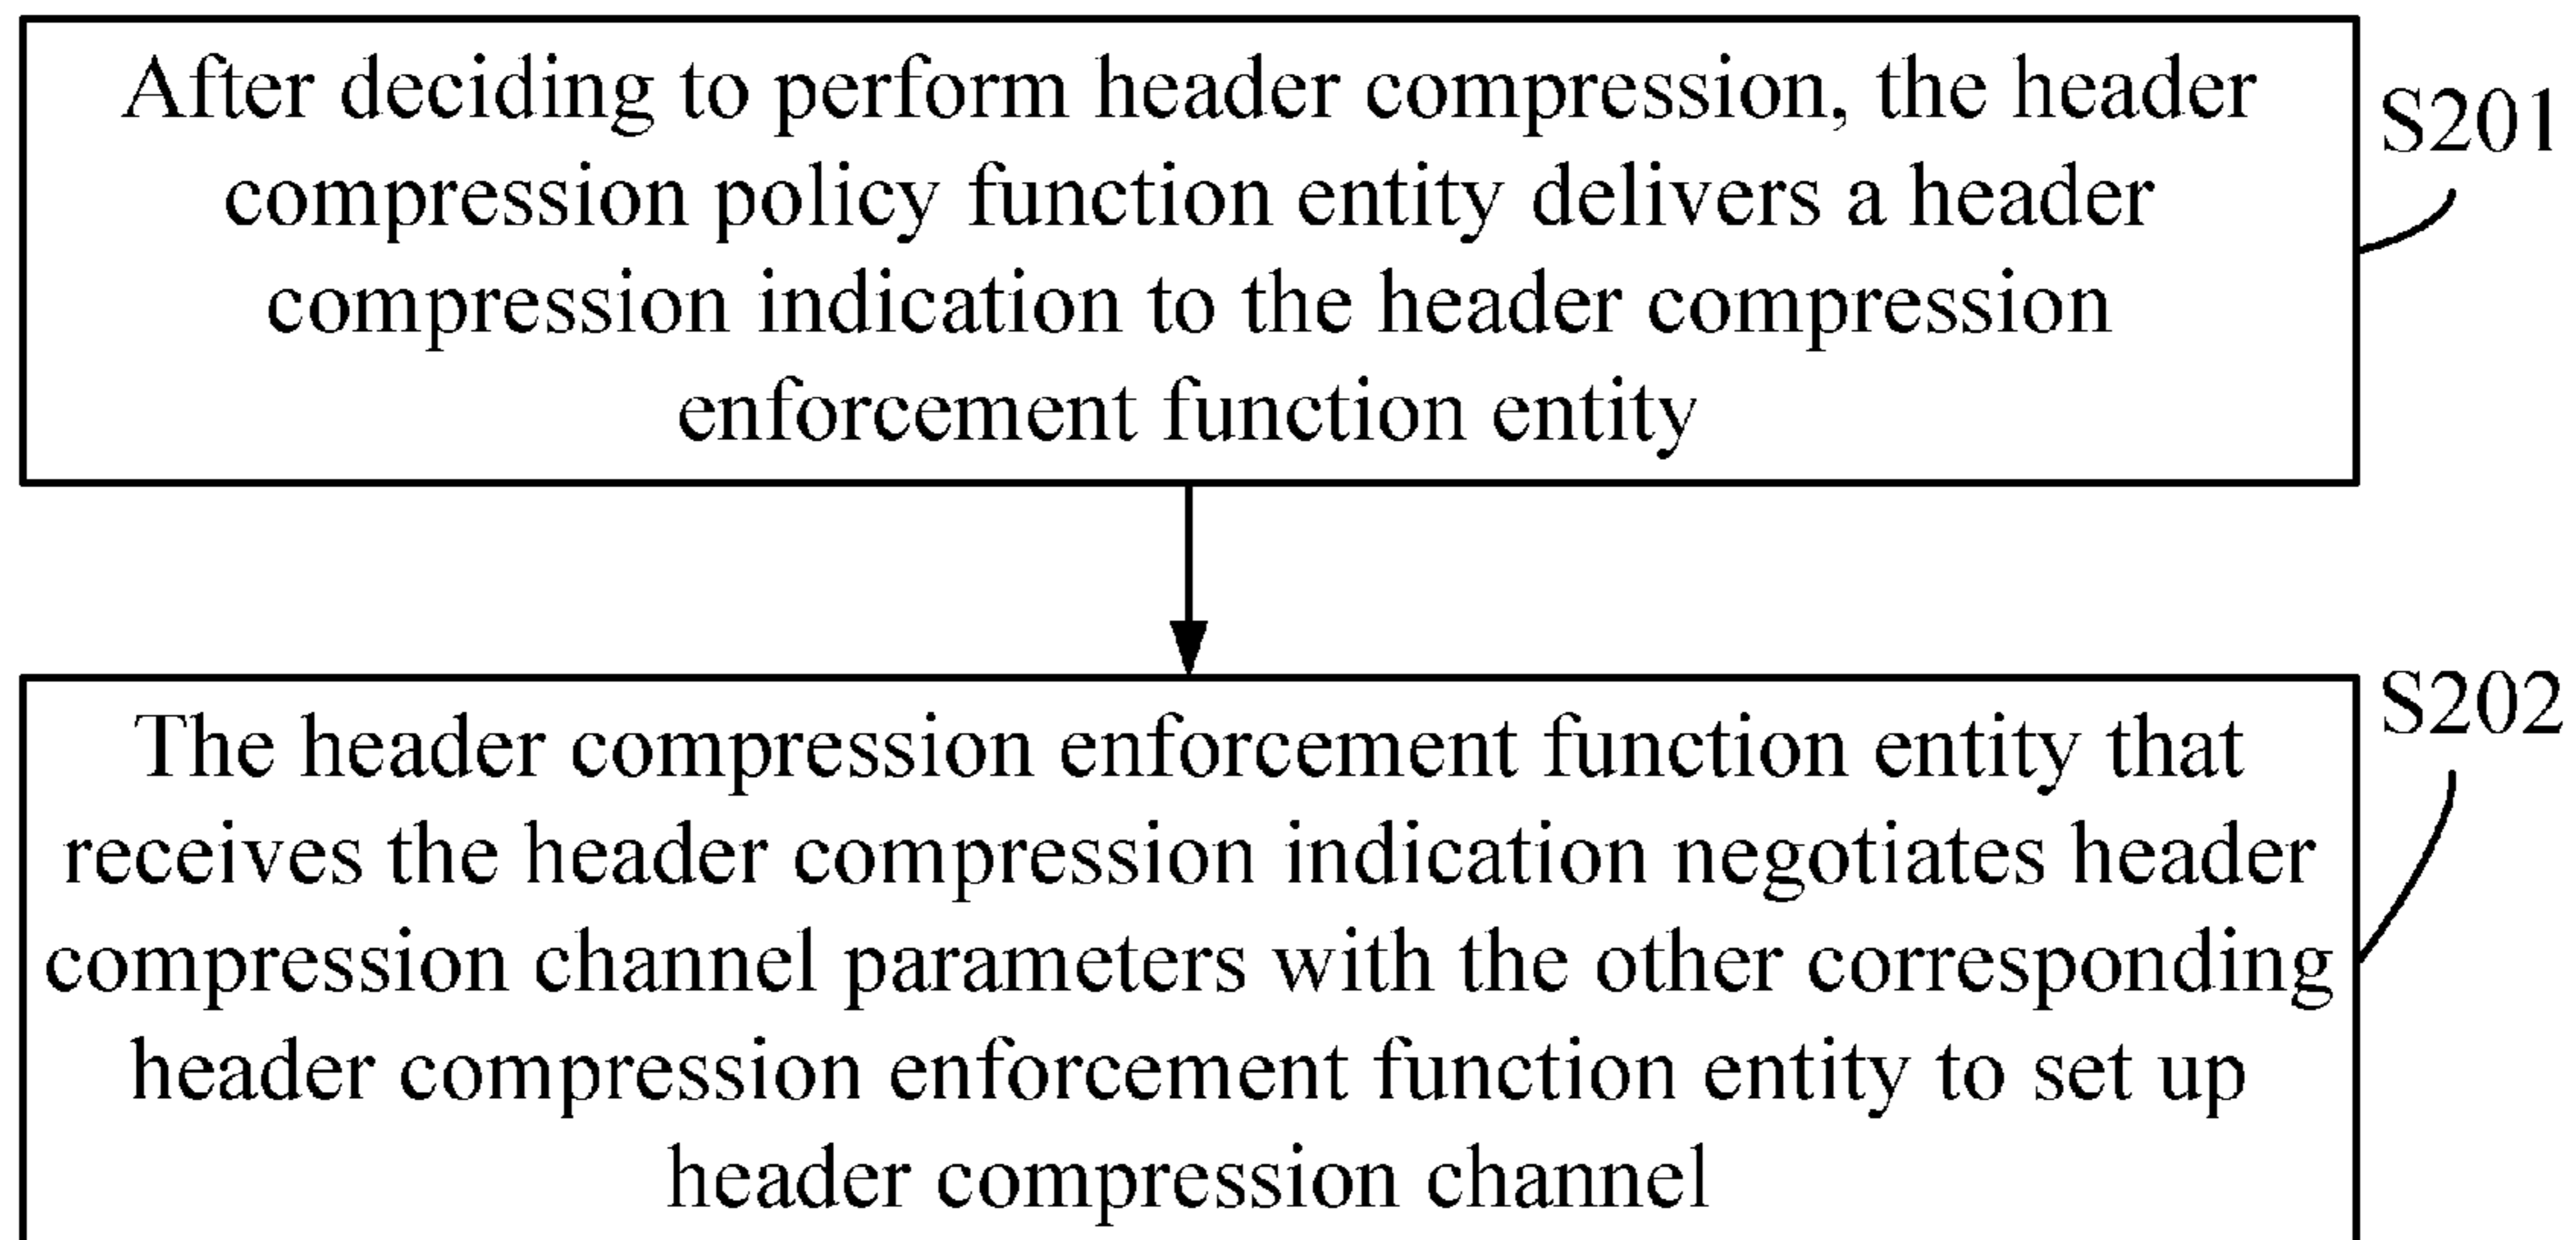 After deciding to perform header compression, the header
compression policy function entity delivers a header
compression indication to the header compression
enforcement function entity
S201
The header compression enforcement function entity that
receives the header compression indication negotiates header
compression channel parameters with the other corresponding
header compression enforcement function entity to set up
header compression channel
S202